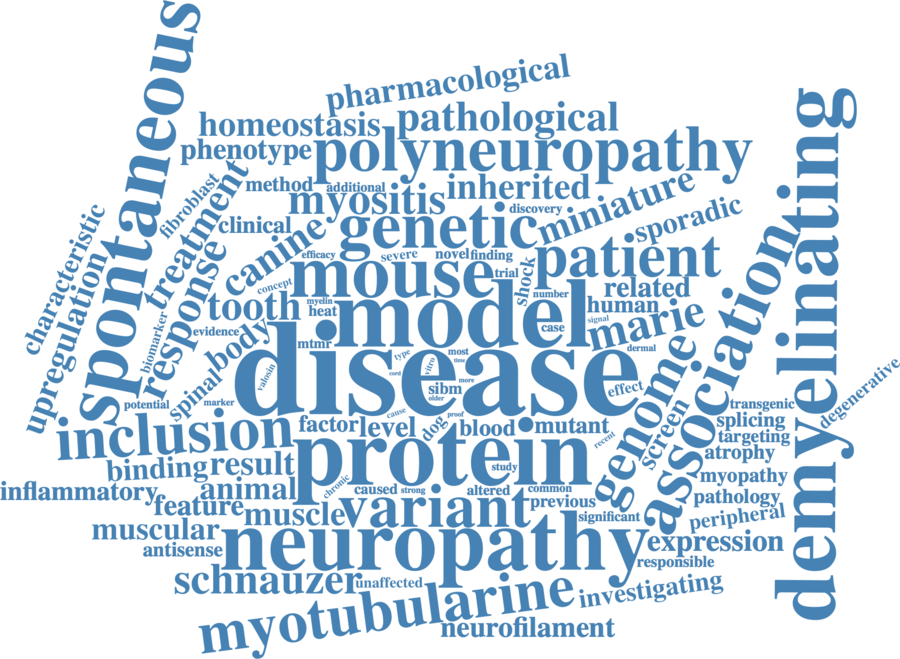 spontaneous
pharmacological
homeostasis
pathological
phenotype
polyneuropathy
fibroblast
treatment
method
additional
inherited
myositis
miniature
discovery
sporadic
characteristic
upregulation
response
clinical
canine
genetic
efficacy
severe
novel
finding
patient
concept
mouse
trial
shock
number
related
tooth
myelin
heat
model
human
signal
case
marie
biomarker
evidence
body
mtmr
disease
dermal
spinal
valosin
type
vitro
most
time
cord
more
sibm
older
effect
genome
association
demyelinating
degenerative
potential
marker
cause
proof
dog
blood
mutant
recent
screen
transgenic
splicing
targeting
atrophy
inclusion
factor
level
protein
study
binding
result
chronic
caused
strong
altered
common
previous
significant
myopathy
pathology
peripheral
inflammatory
animal
feature
muscle
variant
muscular
antisense
neuropathy
expression
responsible
schnauzer
unaffected
myotubularine
investigating
neurofilament